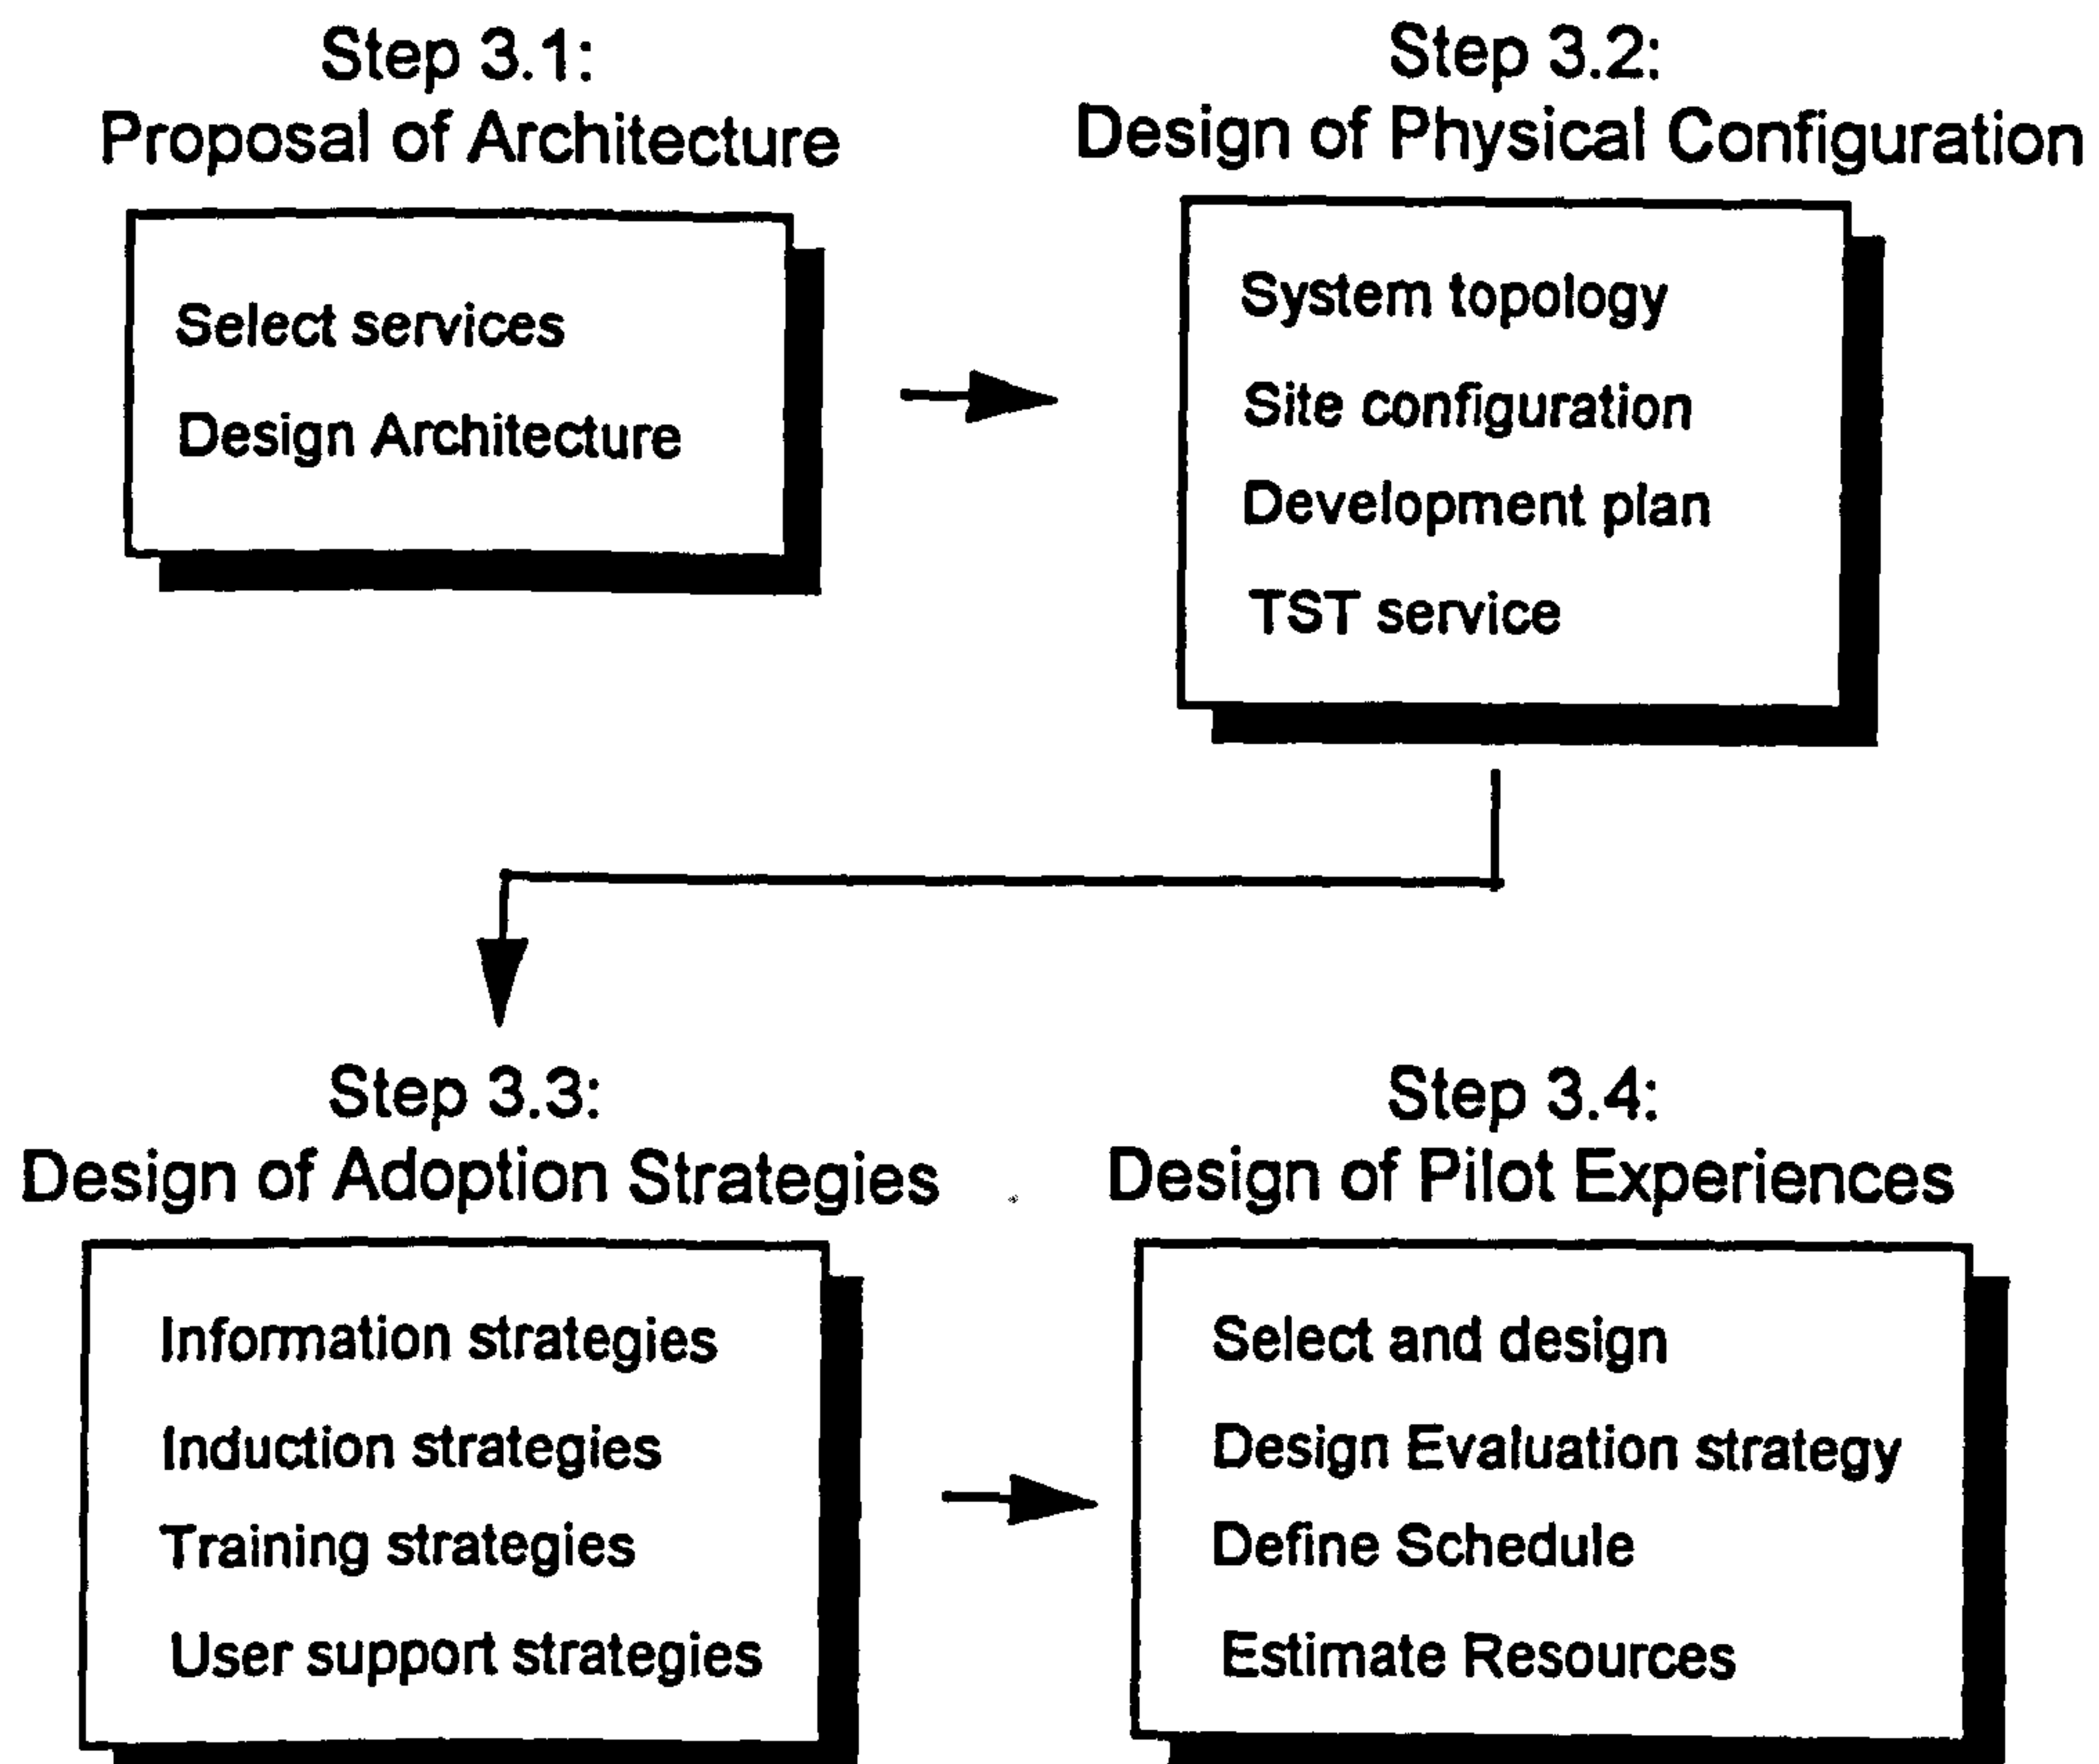 Step 3.1:
Proposal of Architecture
Select services
Design Architecture
Step 3.2:
Design of Physical Configuration
System topology
Site configuration
Development plan
TST service
Step 3.3:
Design of Adoption Strategies
Information strategies
Induction strategies
Training strategies
User support strategies
Step 3.4:
Design of Pilot Experiences
Select and design
Design Evaluation strategy
Define Schedule
Estimate Resources